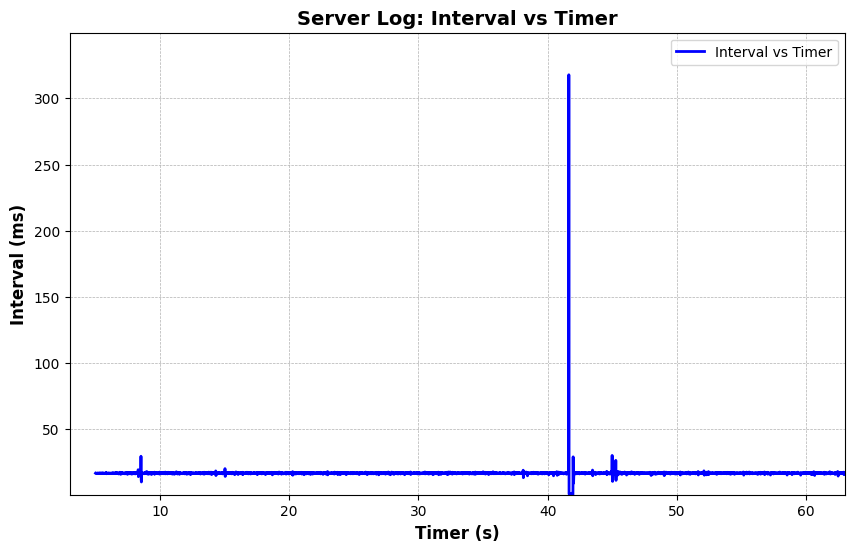 Server Log: Interval vs Timer
Interval vs Timer
300
250
200
150
100
50
Interval (ms)
10 20 30 40 50 60
Timer (s)